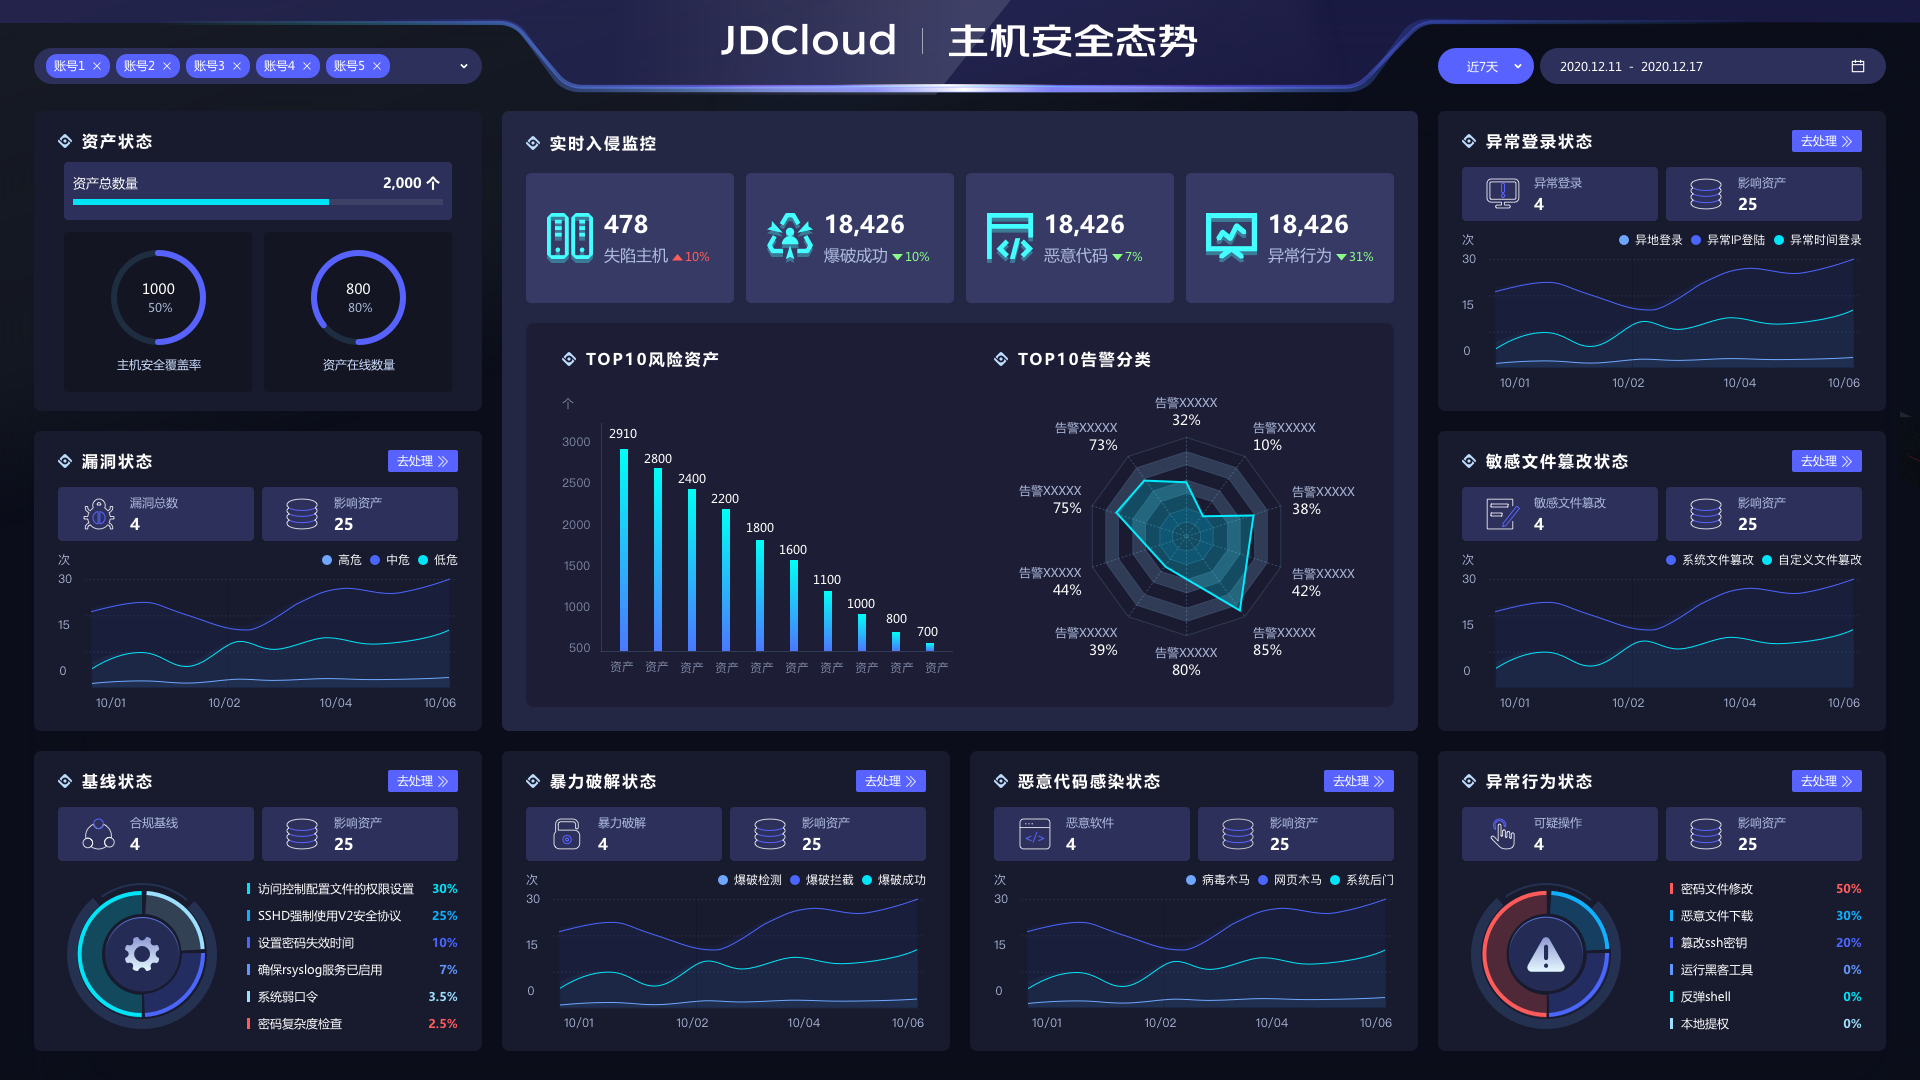 JDCloud | 主机安全态势
账号1 × 账号2 × 账号3 × 账号4 × 账号5 ×
近7天
2020.12.11 - 2020.12.17
资产状态
资产总数量 2,000 个
1000
50%
主机安全覆盖率
800
80%
资产在线数量
实时入侵监控
478
失陷主机 10%
18,426
爆破成功 10%
18,426
恶意代码 7%
18,426
异常行为 31%
TOP10风险资产
个
3000
2500
2000
1500
1000
500
2910
2800
2400
2200
1800
1600
1100
1000
800
700
资产 资产 资产 资产 资产 资产 资产 资产 资产 资产
TOP10告警分类
告警XXXXX
32%
告警XXXXX
10%
告警XXXXX
38%
告警XXXXX
42%
告警XXXXX
85%
告警XXXXX
80%
告警XXXXX
39%
告警XXXXX
44%
告警XXXXX
75%
告警XXXXX
73%
异常登录状态 去处理
异常登录
4
影响资产
25
次 异地登录 异常IP登陆 异常时间登录
30
15
0
10/01 10/02 10/04 10/06
漏洞状态 去处理
漏洞总数
4
影响资产
25
次 高危 中危 低危
30
15
0
10/01 10/02 10/04 10/06
敏感文件篡改状态 去处理
敏感文件篡改
4
影响资产
25
次 系统文件篡改 自定义文件篡改
30
15
0
10/01 10/02 10/04 10/06
基线状态 去处理
合规基线
4
影响资产
25
访问控制配置文件的权限设置 30%
SSHD强制使用V2安全协议 25%
设置密码失效时间 10%
确保rsyslog服务已启用 7%
系统弱口令 3.5%
密码复杂度检查 2.5%
暴力破解状态 去处理
暴力破解
4
影响资产
25
次 爆破检测 爆破拦截 爆破成功
30
15
0
10/01 10/02 10/04 10/06
恶意代码感染状态 去处理
恶意软件
4
影响资产
25
次 病毒木马 网页木马 系统后门
30
15
0
10/01 10/02 10/04 10/06
异常行为状态 去处理
可疑操作
4
影响资产
25
密码文件修改 50%
恶意文件下载 30%
篡改ssh密钥 20%
运行黑客工具 0%
反弹shell 0%
本地提权 0%